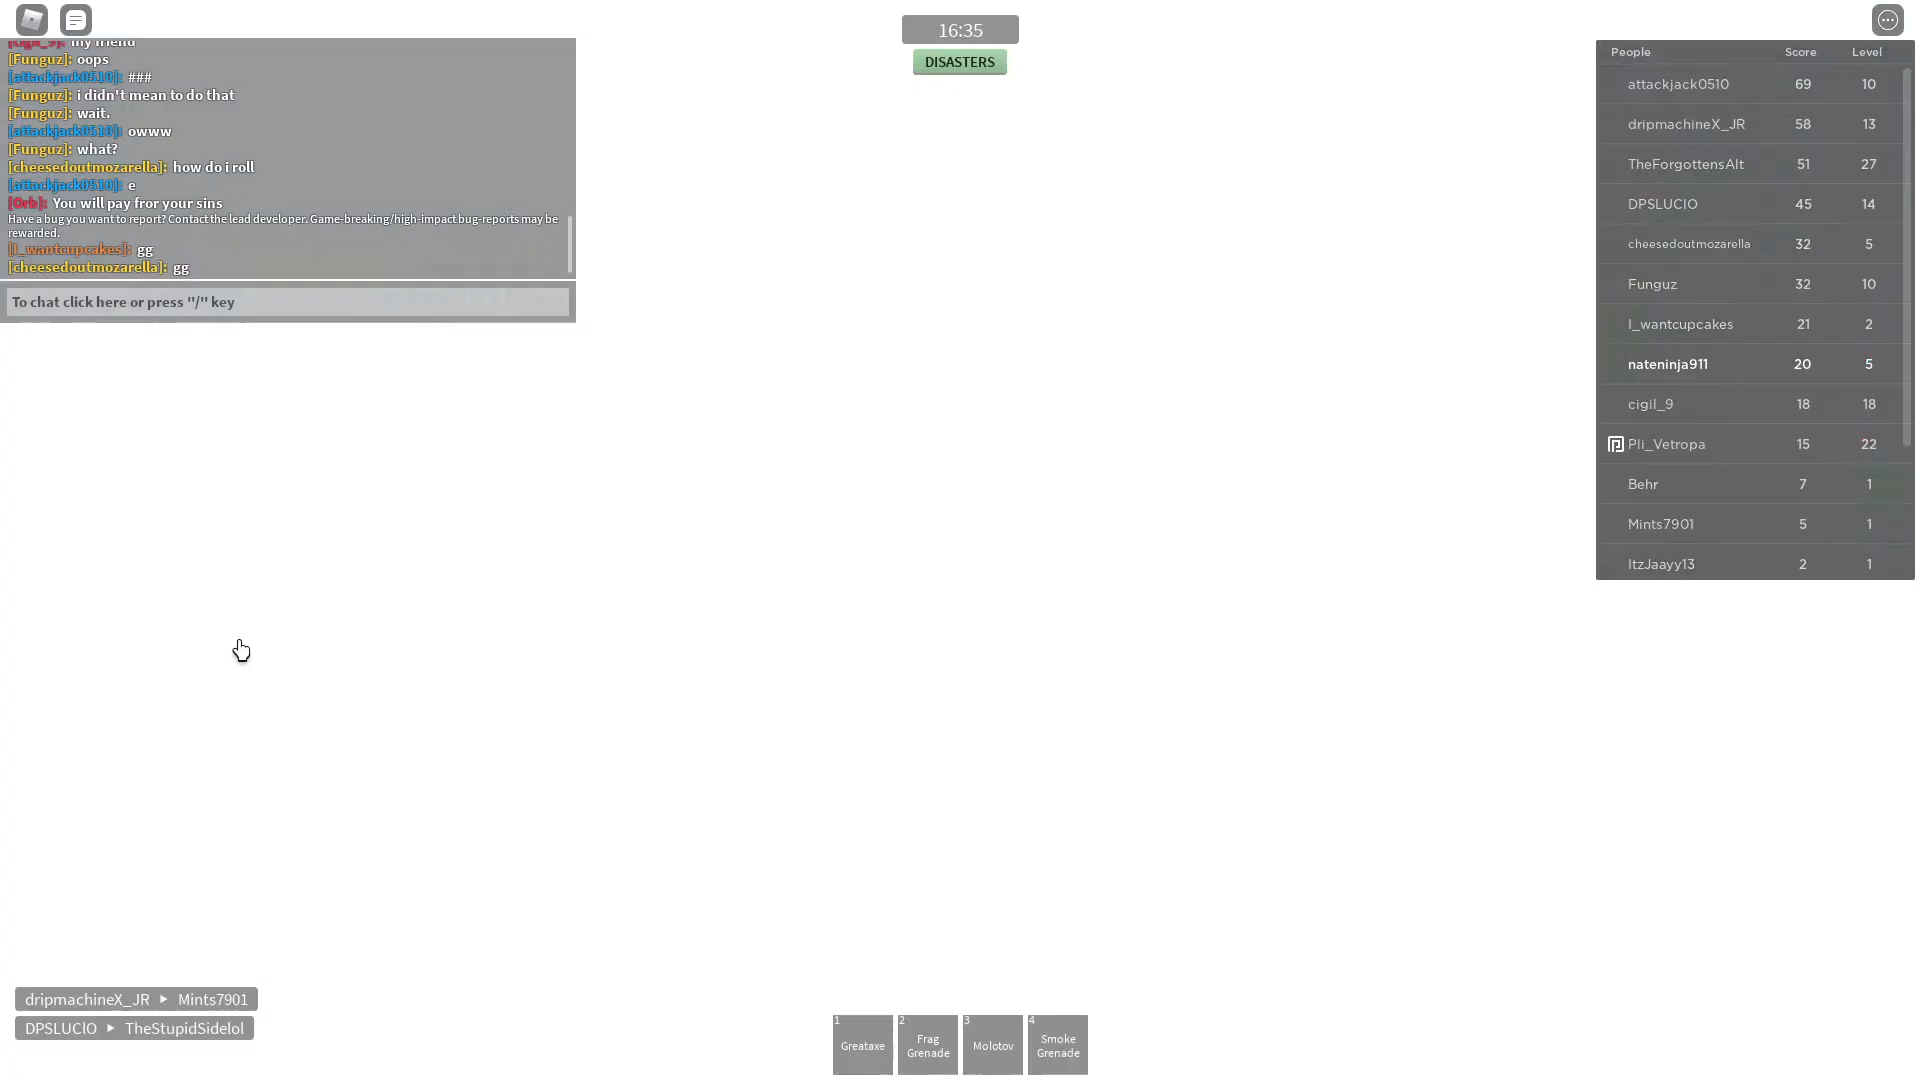 16:35
DISASTERS
[cigil_9]: my friend
[Funguz]: oops
[attackjack0510]: ###
[Funguz]: i didn't mean to do that
[Funguz]: wait.
[attackjack0510]: owww
[Funguz]: what?
[cheesedoutmozarella]: how do i roll
[attackjack0510]: e
[Orb]: You will pay fror your sins
Have a bug you want to report? Contact the lead developer. Game-breaking/high-impact bug-reports may be
rewarded.
[I_wantcupcakes]: gg
[cheesedoutmozarella]: gg
To chat click here or press "/" key
People Score Level
attackjack0510 69 10
dripmachineX_JR 58 13
TheForgottensAlt 51 27
DPSLUCIO 45 14
cheesedoutmozarella 32 5
Funguz 32 10
I_wantcupcakes 21 2
nateninja911 20 5
cigil_9 18 18
Pli_Vetropa 15 22
Behr 7 1
Mints7901 5 1
ItzJaayy13 2 1
dripmachineX_JR ▸ Mints7901
DPSLUCIO ▸ TheStupidSidelol
1 Greataxe
2 Frag Grenade
3 Molotov
4 Smoke Grenade